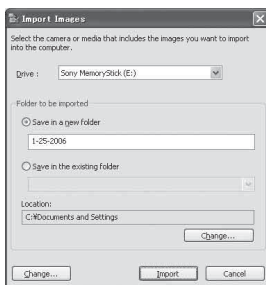 Import Images
Select the camera or media that includes the images you want to import
into the computer.
Drive : Sony MemoryStick (E:)
Folder to be imported
Save in a new folder
1-25-2006
Save in the existing folder
Location:
C:¥Documents and Settings
Change...
Change... Import Cancel